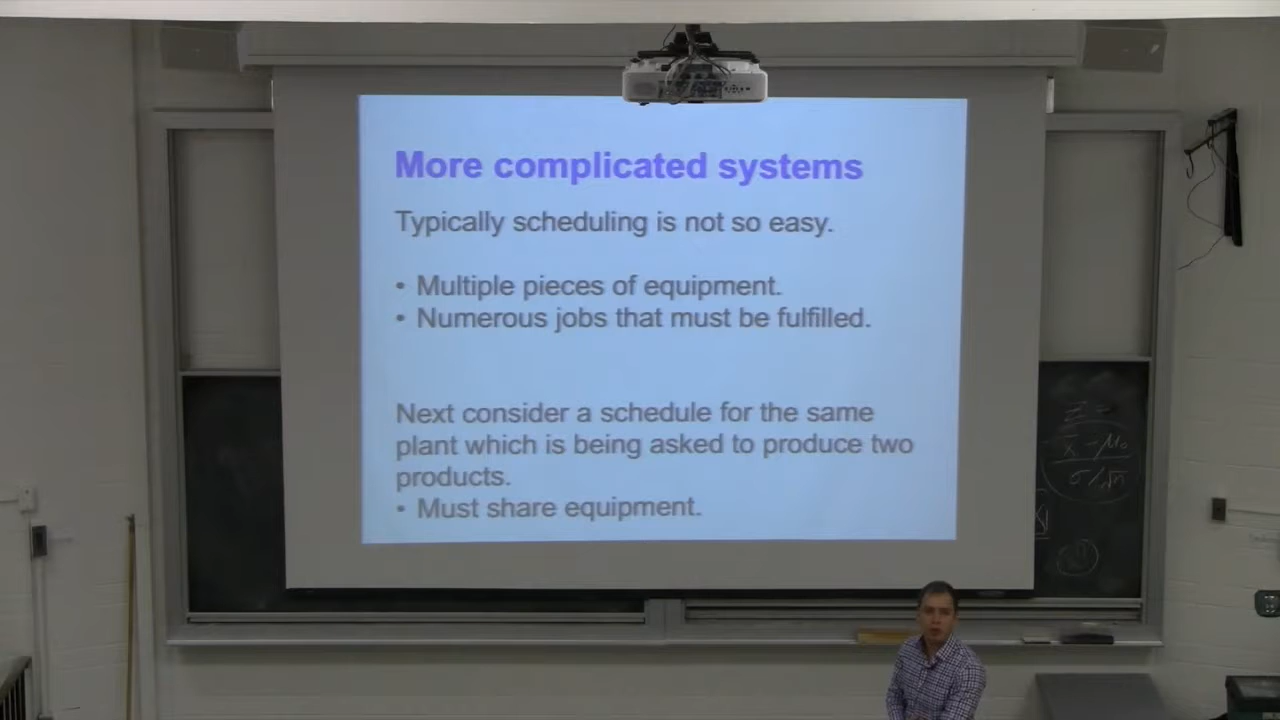 More complicated systems
Typically scheduling is not so easy.
• Multiple pieces of equipment.
• Numerous jobs that must be fulfilled.
Next consider a schedule for the same
plant which is being asked to produce two
products.
• Must share equipment.
Z =
x̄ - μ₀
σ/√n